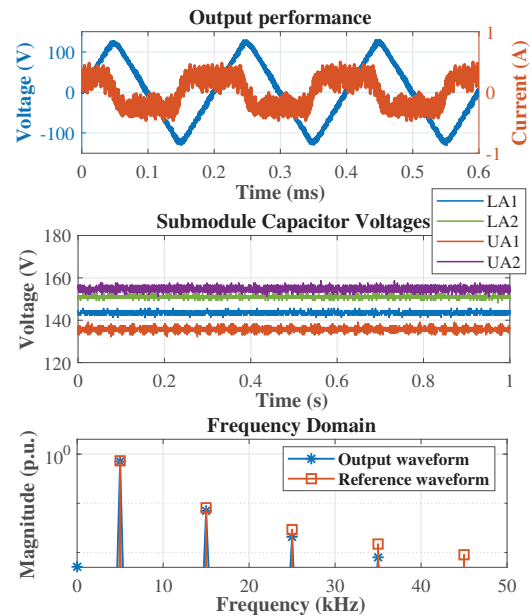 Output performance
Voltage (V)
100
0
-100
1
0
-1
Current (A)
0 0.1 0.2 0.3 0.4 0.5 0.6
Time (ms)
LA1
LA2
UA1
UA2
Submodule Capacitor Voltages
Voltage (V)
180
160
140
120
0 0.2 0.4 0.6 0.8 1
Time (s)
Frequency Domain
Magnitude (p.u.)
10^0
Output waveform
Reference waveform
0 10 20 30 40 50
Frequency (kHz)